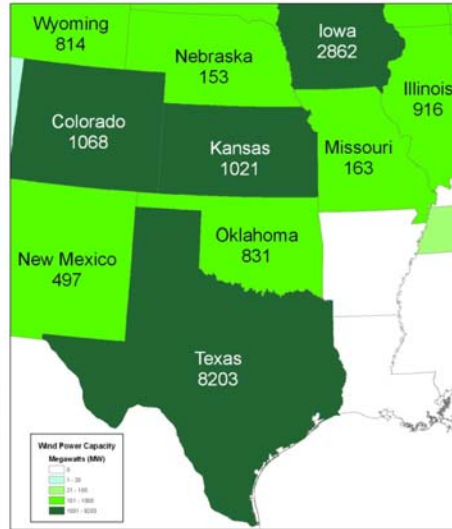 Wyoming
814
Nebraska
153
Iowa
2862
Illinois
916
Colorado
1068
Kansas
1021
Missouri
163
New Mexico
497
Oklahoma
831
Texas
8203
Wind Power Capacity
Megawatts (MW)
0
1 - 20
21 - 100
101 - 1000
1001 - 8203